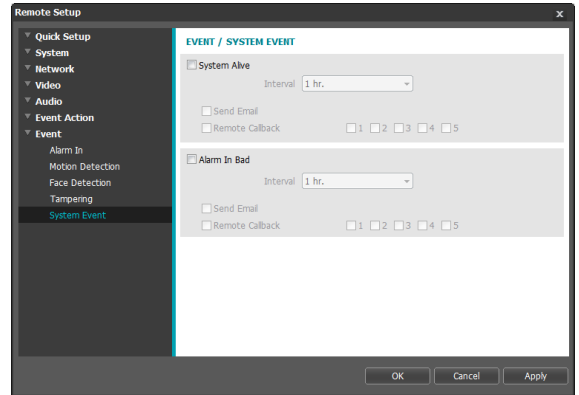 Remote Setup
x
Quick Setup
System
Network
Video
Audio
Event Action
Event
Alarm In
Motion Detection
Face Detection
Tampering
System Event
EVENT / SYSTEM EVENT
System Alive
Interval 1 hr.
Send Email
Remote Callback 1 2 3 4 5
Alarm In Bad
Interval 1 hr.
Send Email
Remote Callback 1 2 3 4 5
OK Cancel Apply